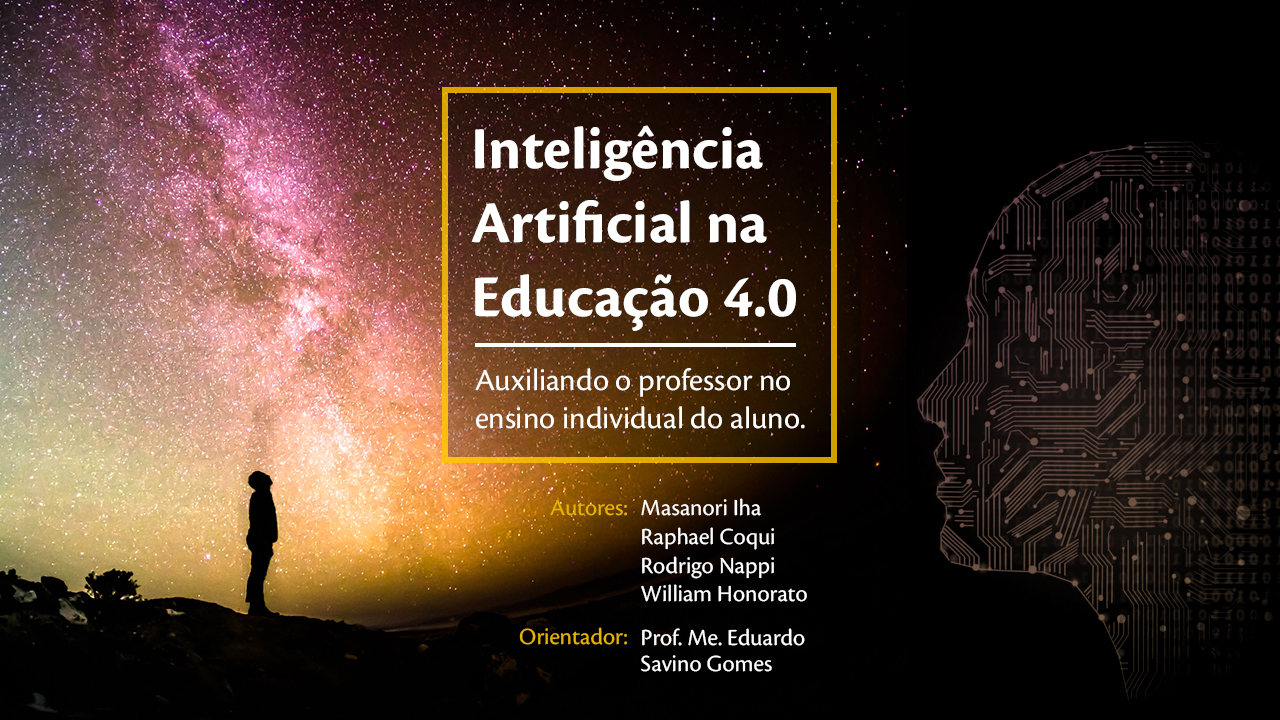 Inteligência
Artificial na
Educação 4.0
Auxiliando o professor no
ensino individual do aluno.
Autores: Masanori Iha
Raphael Coqui
Rodrigo Nappi
William Honorato
Orientador: Prof. Me. Eduardo
Savino Gomes